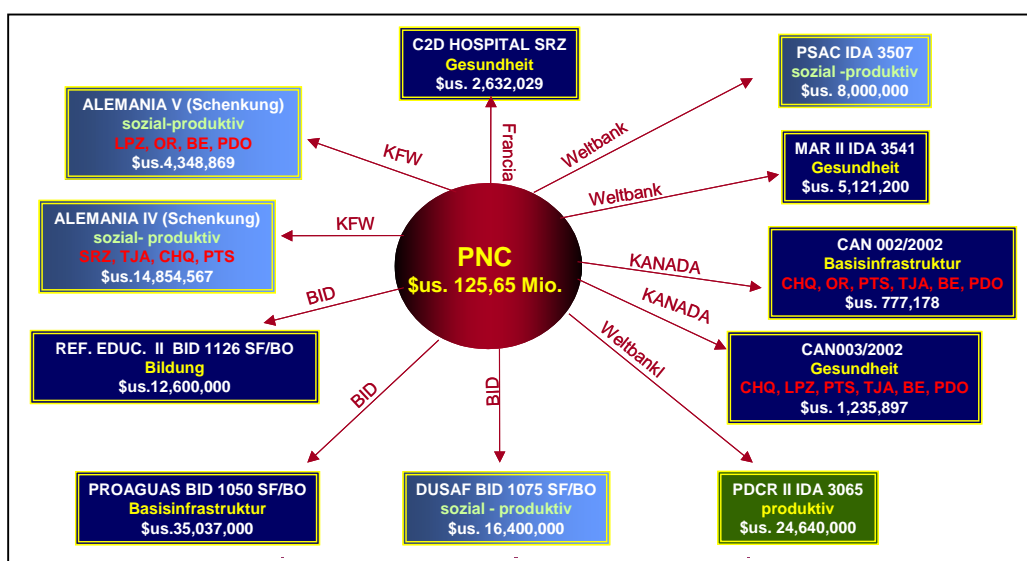 C2D HOSPITAL SRZ
Gesundheit
$us. 2,632,029
PSAC IDA 3507
sozial -produktiv
$us. 8,000,000
ALEMANIA V (Schenkung)
sozial-produktiv
LPZ, OR, BE, PDO
$us.4,348,869
KFW
Francia
Weltbank
MAR II IDA 3541
Gesundheit
$us. 5,121,200
Weltbank
ALEMANIA IV (Schenkung)
sozial- produktiv
SRZ, TJA, CHQ, PTS
$us.14,854,567
KFW
PNC
$us. 125,65 Mio.
KANADA
CAN 002/2002
Basisinfrastruktur
CHQ, OR, PTS, TJA, BE, PDO
$us. 777,178
BID
KANADA
REF. EDUC.  II  BID 1126 SF/BO
Bildung
$us.12,600,000
CAN003/2002
Gesundheit
CHQ, LPZ, PTS, TJA, BE, PDO
$us. 1,235,897
BID
BID
Weltbankl
PROAGUAS BID 1050 SF/BO
Basisinfrastruktur
$us.35,037,000
DUSAF BID 1075 SF/BO
sozial - produktiv
$us. 16,400,000
PDCR II IDA 3065
produktiv
$us. 24,640,000